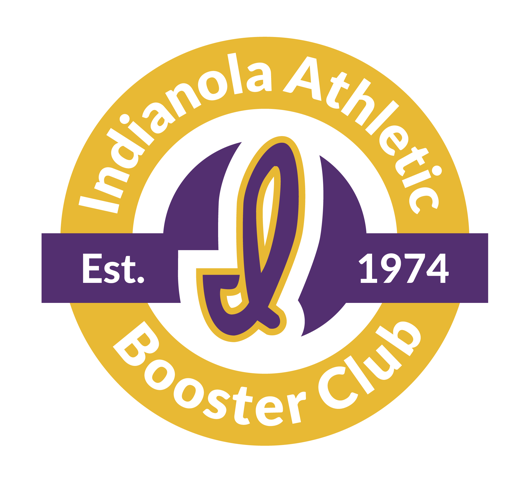 Indianola Athletic
Est. 1974
Booster Club